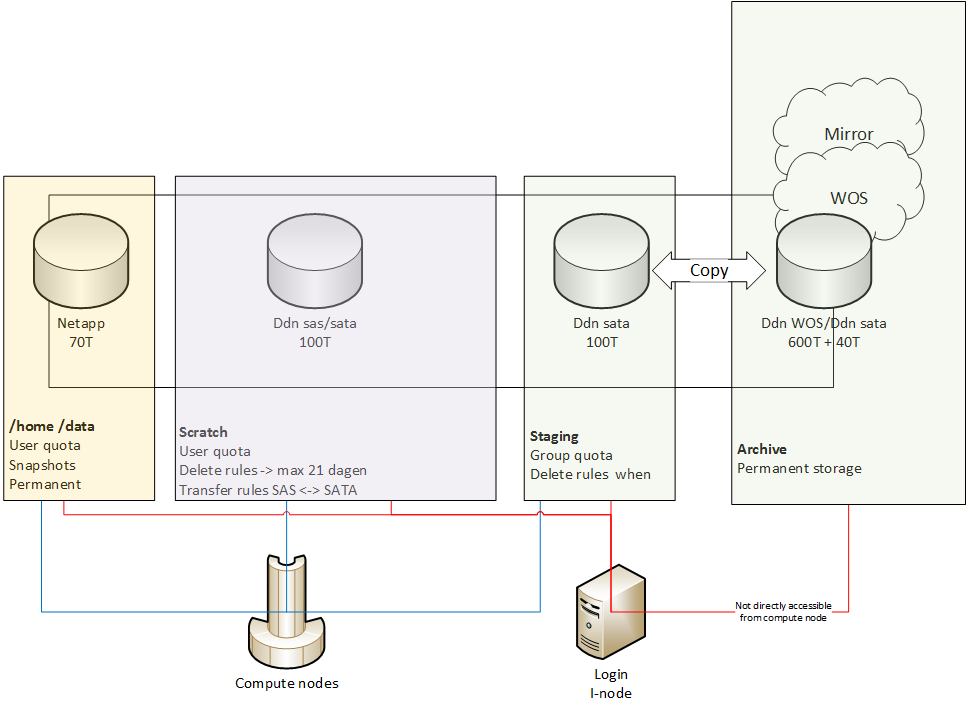 Mirror
WOS
Copy
Netapp
70T
Ddn sas/sata
100T
Ddn sata
100T
Ddn WOS/Ddn sata
600T + 40T
/home /data
User quota
Snapshots
Permanent
Scratch
User quota
Delete rules -> max 21 dagen
Transfer rules SAS <-> SATA
Staging
Group quota
Delete rules when
Archive
Permanent storage
Not directly accessible
from compute node
Compute nodes
Login
I-node